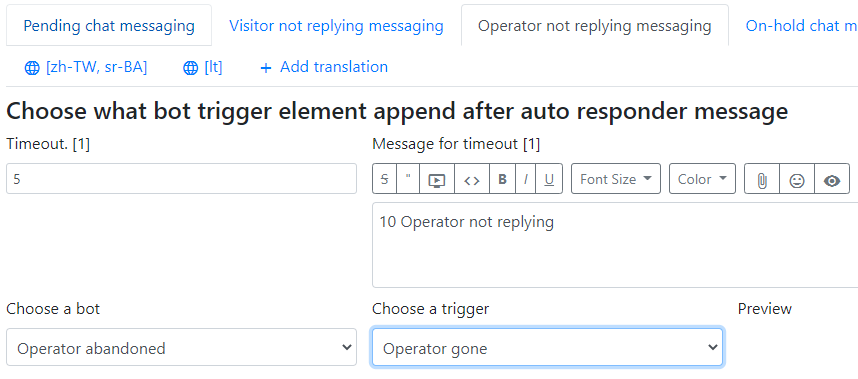 Pending chat messaging Visitor not replying messaging Operator not replying messaging On-hold chat m
[zh-TW, sr-BA] [lt] + Add translation
Choose what bot trigger element append after auto responder message
Timeout. [1] Message for timeout [1]
5 S " <> B I U Font Size Color
10 Operator not replying
Choose a bot Choose a trigger Preview
Operator abandoned Operator gone